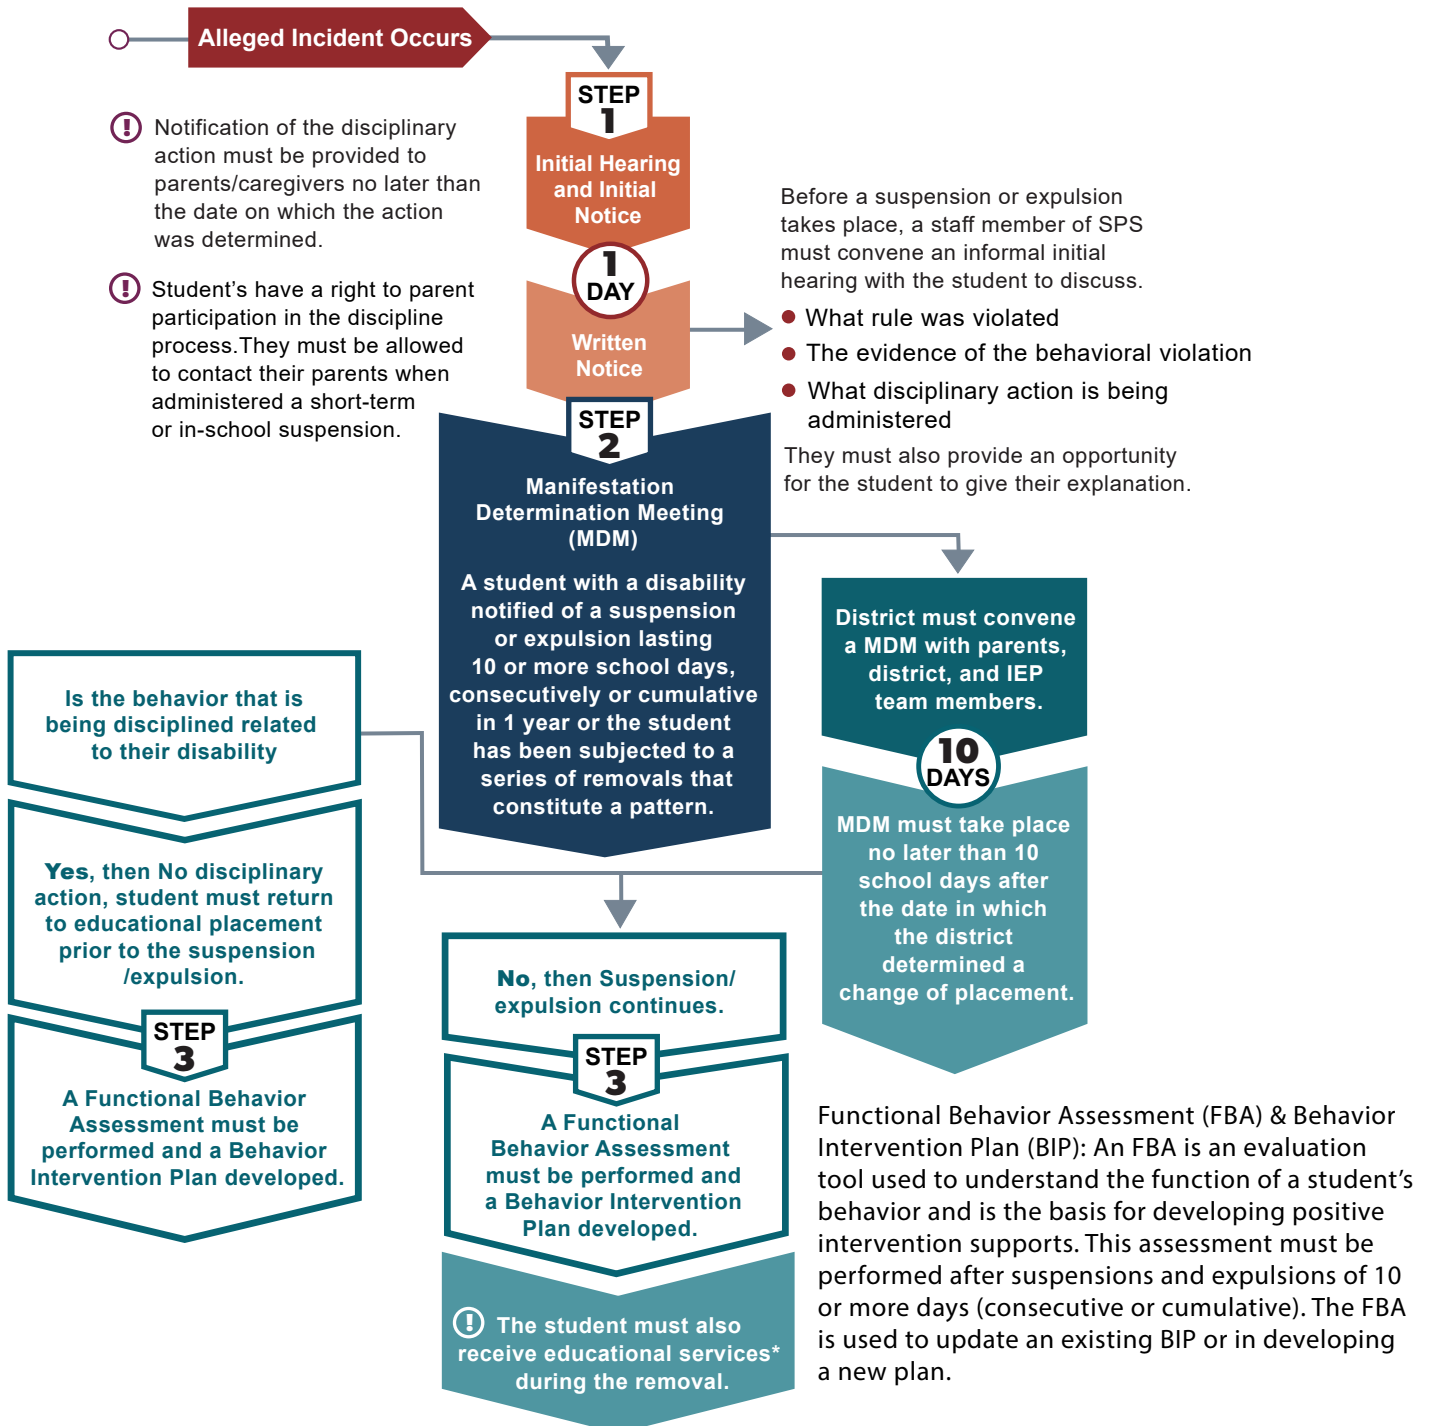 Alleged Incident Occurs
STEP
1
Initial Hearing
and Initial
Notice
Notification of the disciplinary
action must be provided to
parents/caregivers no later than
the date on which the action
was determined.
Student's have a right to parent
participation in the discipline
process.They must be allowed
to contact their parents when
administered a short-term
or in-school suspension.
1
DAY
Written
Notice
Before a suspension or expulsion
takes place, a staff member of SPS
must convene an informal initial
hearing with the student to discuss.
What rule was violated
The evidence of the behavioral violation
What disciplinary action is being
administered
They must also provide an opportunity
for the student to give their explanation.
STEP
2
Manifestation
Determination Meeting
(MDM)
A student with a disability
notified of a suspension
or expulsion lasting
10 or more school days,
consecutively or cumulative
in 1 year or the student
has been subjected to a
series of removals that
constitute a pattern.
District must convene
a MDM with parents,
district, and IEP
team members.
10
DAYS
MDM must take place
no later than 10
school days after
the date in which
the district
determined a
change of placement.
Is the behavior that is
being disciplined related
to their disability
Yes, then No disciplinary
action, student must return
to educational placement
prior to the suspension
/expulsion.
STEP
3
A Functional Behavior
Assessment must be
performed and a Behavior
Intervention Plan developed.
No, then Suspension/
expulsion continues.
STEP
3
A Functional
Behavior Assessment
must be performed and
a Behavior Intervention
Plan developed.
The student must also
receive educational services*
during the removal.
Functional Behavior Assessment (FBA) & Behavior
Intervention Plan (BIP): An FBA is an evaluation
tool used to understand the function of a student's
behavior and is the basis for developing positive
intervention supports. This assessment must be
performed after suspensions and expulsions of 10
or more days (consecutive or cumulative). The FBA
is used to update an existing BIP or in developing
a new plan.